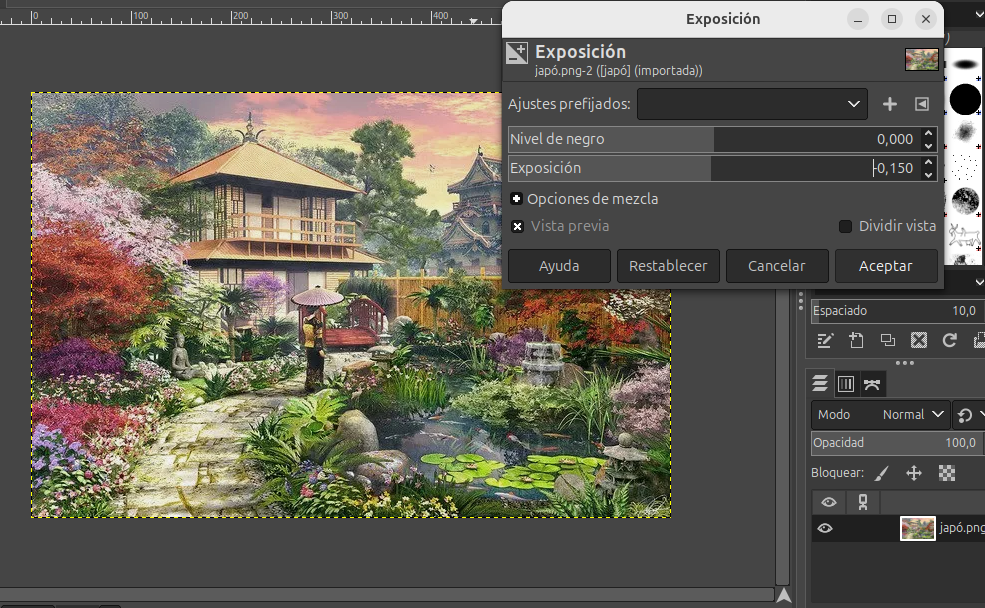 Exposición
0
100
200
300
400
Exposición
japó.png-2 ([japó] (importada))
Ajustes prefijados:
Nivel de negro 0,000
Exposición -0,150
Opciones de mezcla
Vista previa Dividir vista
Ayuda Restablecer Cancelar Aceptar
Espaciado 10,0
Modo Normal
Opacidad 100,0
Bloquear:
japó.png